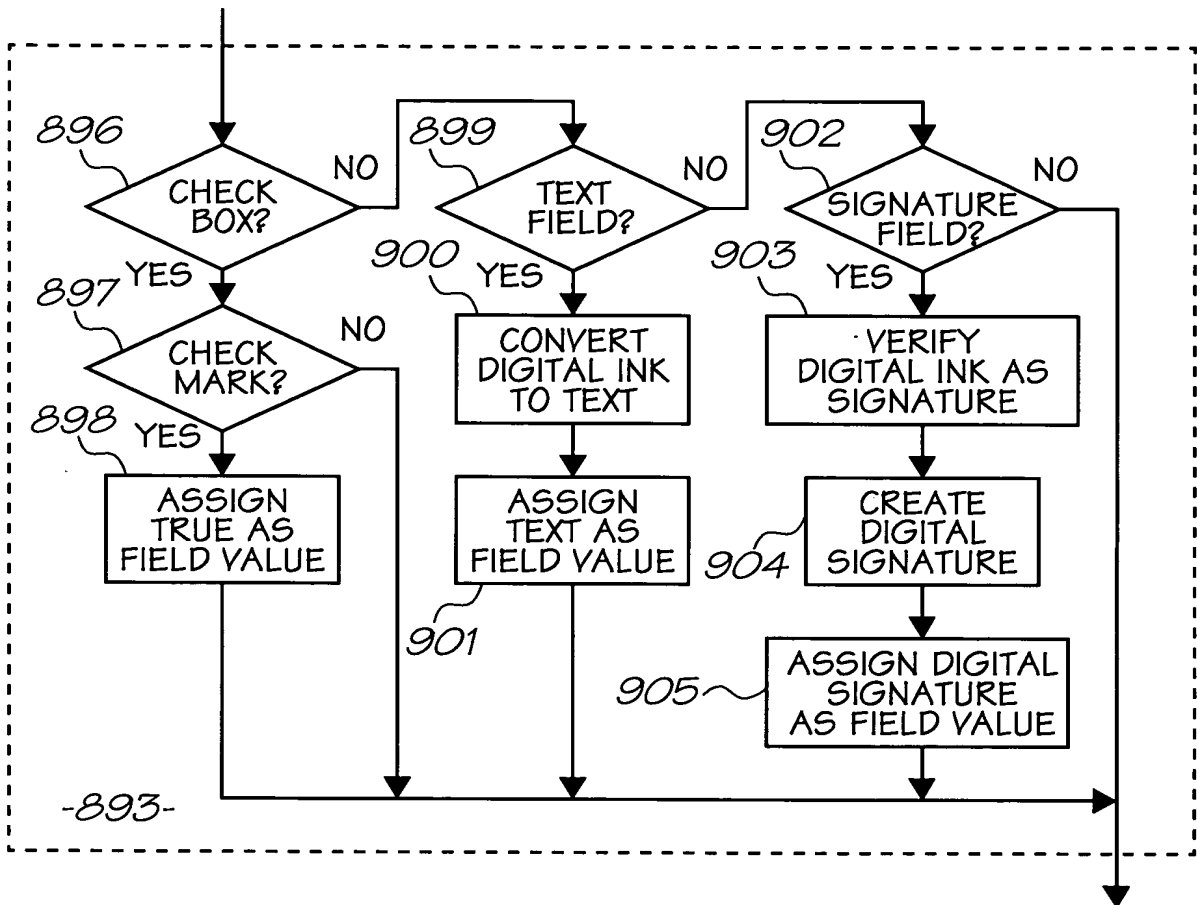 896
CHECK
BOX?
NO
YES
897
CHECK
MARK?
NO
898
YES
ASSIGN
TRUE AS
FIELD VALUE
899
TEXT
FIELD?
NO
900
YES
CONVERT
DIGITAL INK
TO TEXT
ASSIGN
TEXT AS
FIELD VALUE
901
902
SIGNATURE
FIELD?
NO
903
YES
VERIFY
DIGITAL INK AS
SIGNATURE
CREATE
DIGITAL
SIGNATURE
904
905
ASSIGN DIGITAL
SIGNATURE
AS FIELD VALUE
-893-